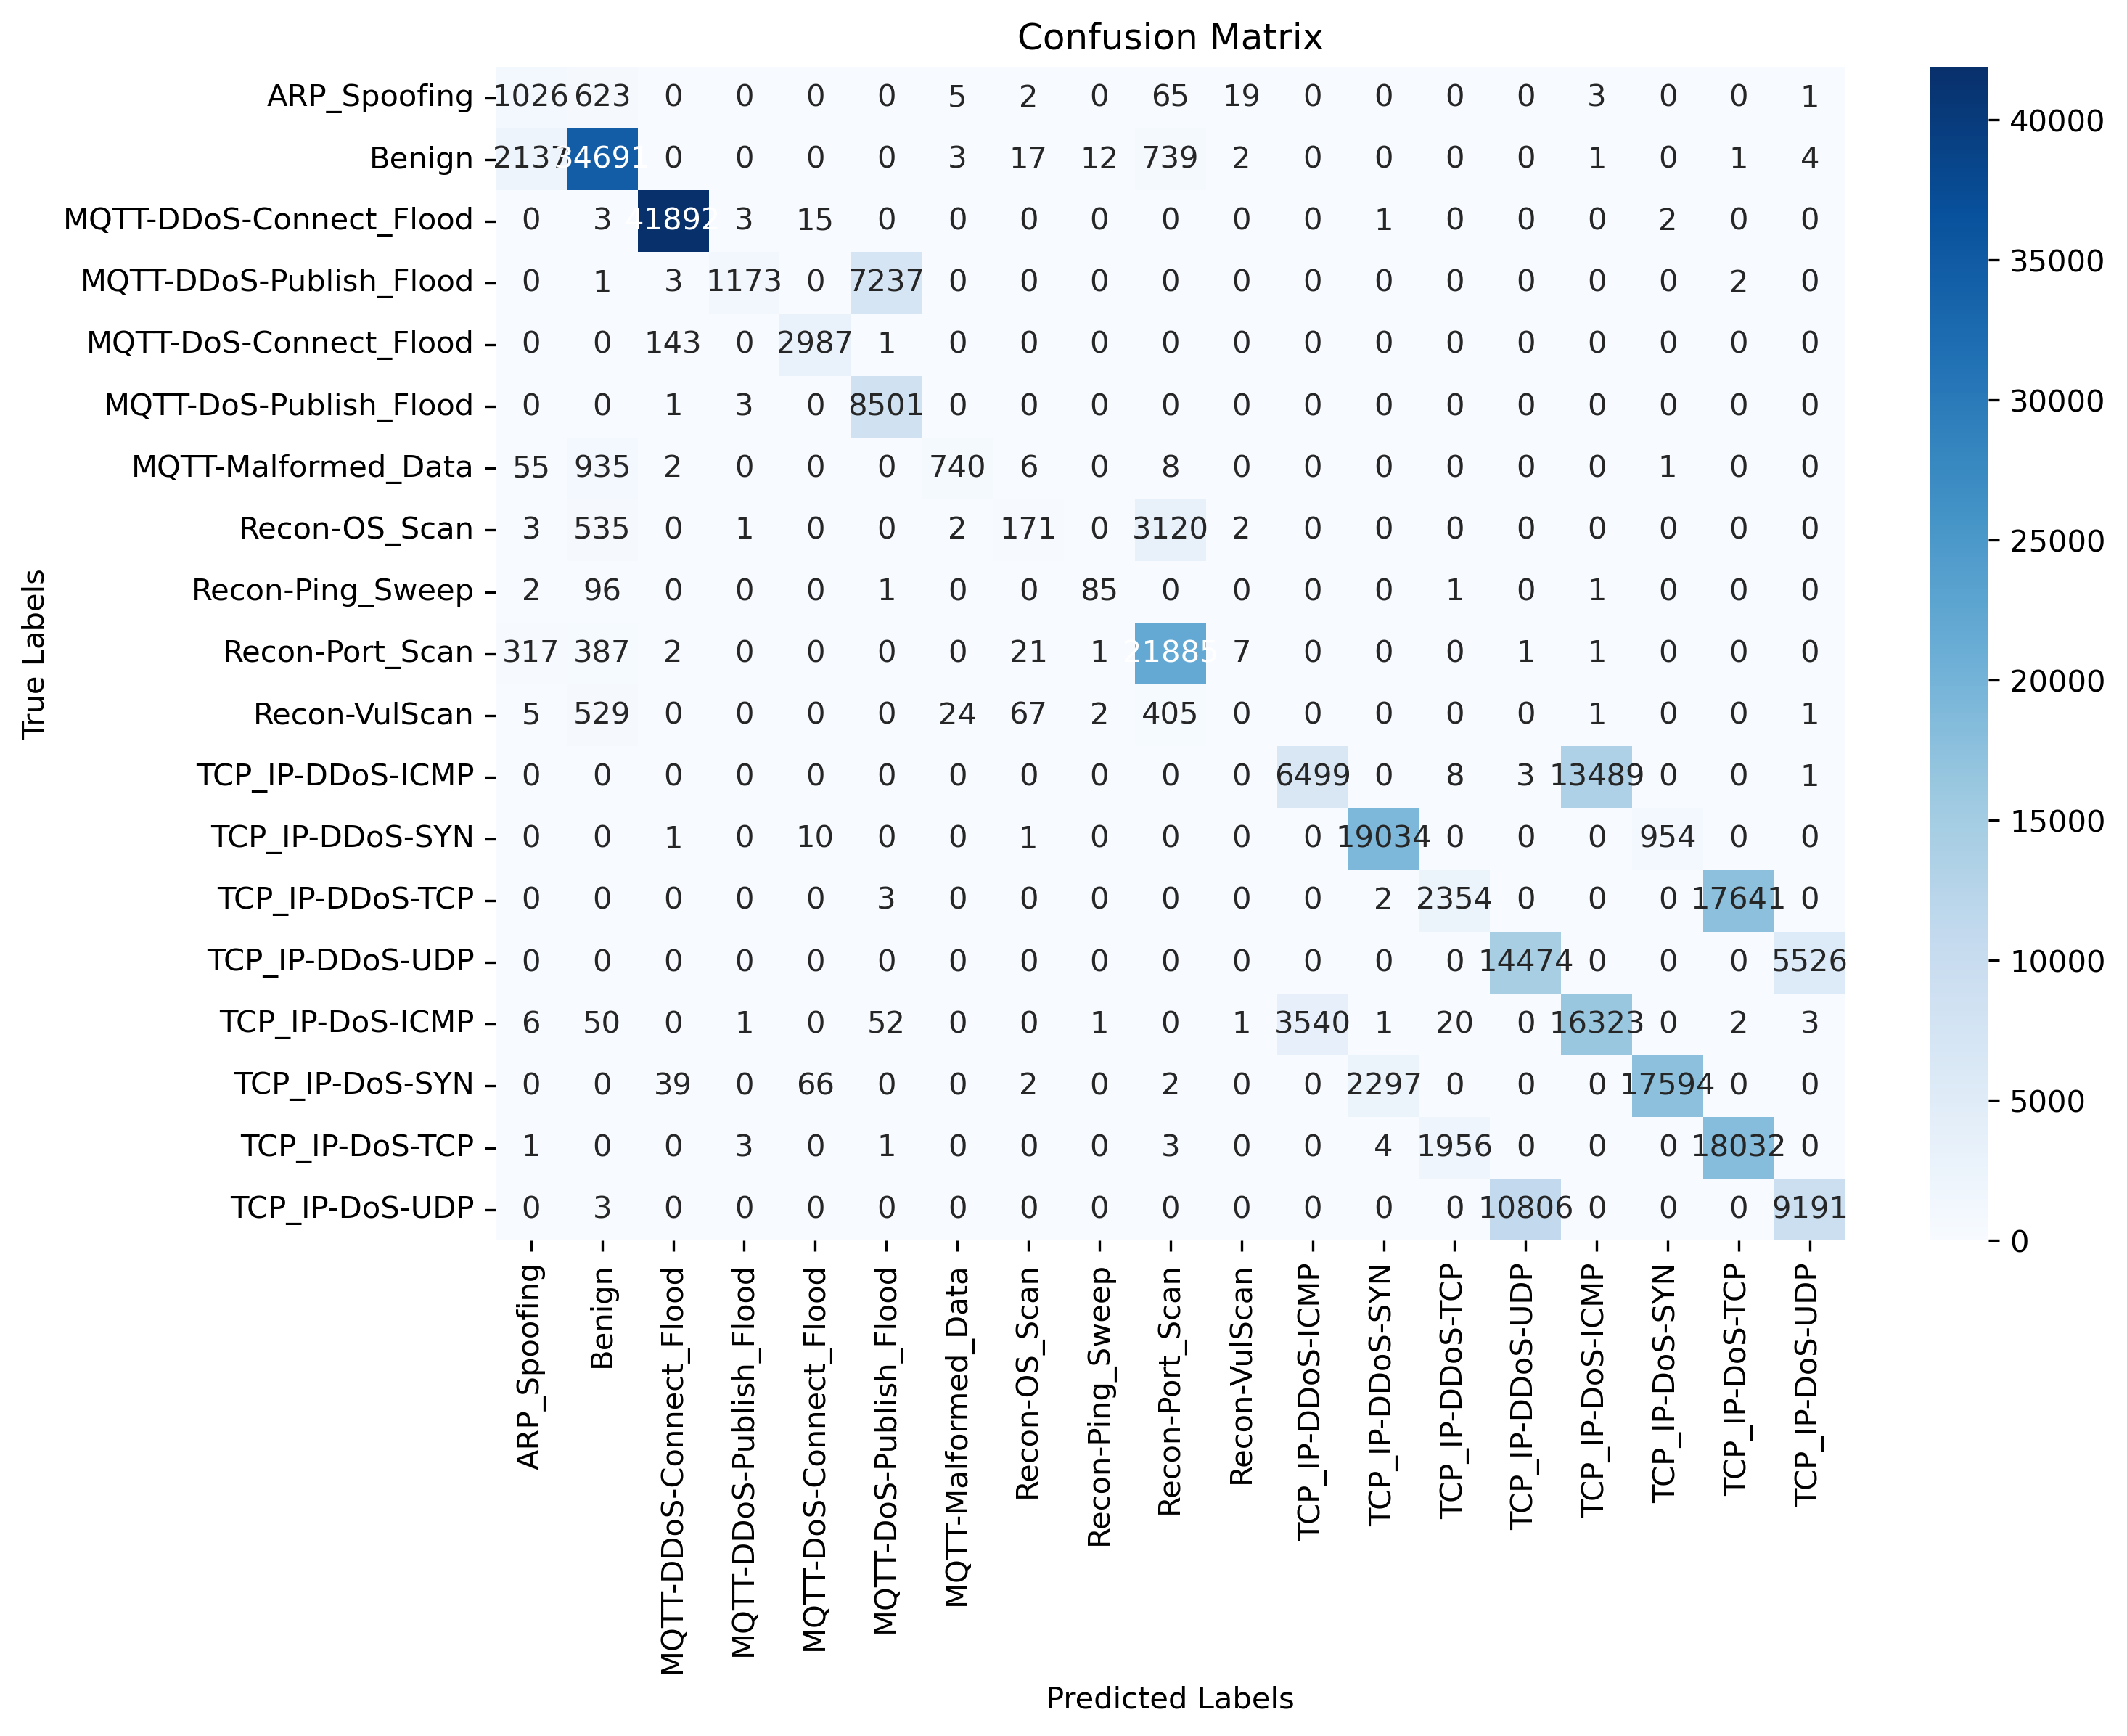 Confusion Matrix
ARP_Spoofing 1026 623 0 0 0 0 5 2 0 65 19 0 0 0 0 3 0 0 1
Benign 2137 34691 0 0 0 0 3 17 12 739 2 0 0 0 0 1 0 1 4
MQTT-DDoS-Connect_Flood 0 3 41892 3 15 0 0 0 0 0 0 0 1 0 0 0 2 0 0
MQTT-DDoS-Publish_Flood 0 1 3 1173 0 7237 0 0 0 0 0 0 0 0 0 0 0 2 0
MQTT-DoS-Connect_Flood 0 0 143 0 2987 1 0 0 0 0 0 0 0 0 0 0 0 0 0
MQTT-DoS-Publish_Flood 0 0 1 3 0 8501 0 0 0 0 0 0 0 0 0 0 0 0 0
MQTT-Malformed_Data 55 935 2 0 0 0 740 6 0 8 0 0 0 0 0 0 1 0 0
Recon-OS_Scan 3 535 0 1 0 0 2 171 0 3120 2 0 0 0 0 0 0 0 0
Recon-Ping_Sweep 2 96 0 0 0 1 0 0 85 0 0 0 0 1 0 1 0 0 0
Recon-Port_Scan 317 387 2 0 0 0 0 21 1 21885 7 0 0 0 1 1 0 0 0
Recon-VulScan 5 529 0 0 0 0 24 67 2 405 0 0 0 0 0 1 0 0 1
TCP_IP-DDoS-ICMP 0 0 0 0 0 0 0 0 0 0 0 6499 0 8 3 13489 0 0 1
TCP_IP-DDoS-SYN 0 0 1 0 10 0 0 1 0 0 0 0 19034 0 0 0 954 0 0
TCP_IP-DDoS-TCP 0 0 0 0 0 3 0 0 0 0 0 0 2 2354 0 0 0 17641 0
TCP_IP-DDoS-UDP 0 0 0 0 0 0 0 0 0 0 0 0 0 0 14474 0 0 0 5526
TCP_IP-DoS-ICMP 6 50 0 1 0 52 0 0 1 0 1 3540 1 20 0 16323 0 2 3
TCP_IP-DoS-SYN 0 0 39 0 66 0 0 2 0 2 0 0 2297 0 0 0 17594 0 0
TCP_IP-DoS-TCP 1 0 0 3 0 1 0 0 0 3 0 0 4 1956 0 0 0 18032 0
TCP_IP-DoS-UDP 0 3 0 0 0 0 0 0 0 0 0 0 0 0 10806 0 0 0 9191
True Labels
ARP_Spoofing
Benign
MQTT-DDoS-Connect_Flood
MQTT-DDoS-Publish_Flood
MQTT-DoS-Connect_Flood
MQTT-DoS-Publish_Flood
MQTT-Malformed_Data
Recon-OS_Scan
Recon-Ping_Sweep
Recon-Port_Scan
Recon-VulScan
TCP_IP-DDoS-ICMP
TCP_IP-DDoS-SYN
TCP_IP-DDoS-TCP
TCP_IP-DDoS-UDP
TCP_IP-DoS-ICMP
TCP_IP-DoS-SYN
TCP_IP-DoS-TCP
TCP_IP-DoS-UDP
Predicted Labels
40000
35000
30000
25000
20000
15000
10000
5000
0